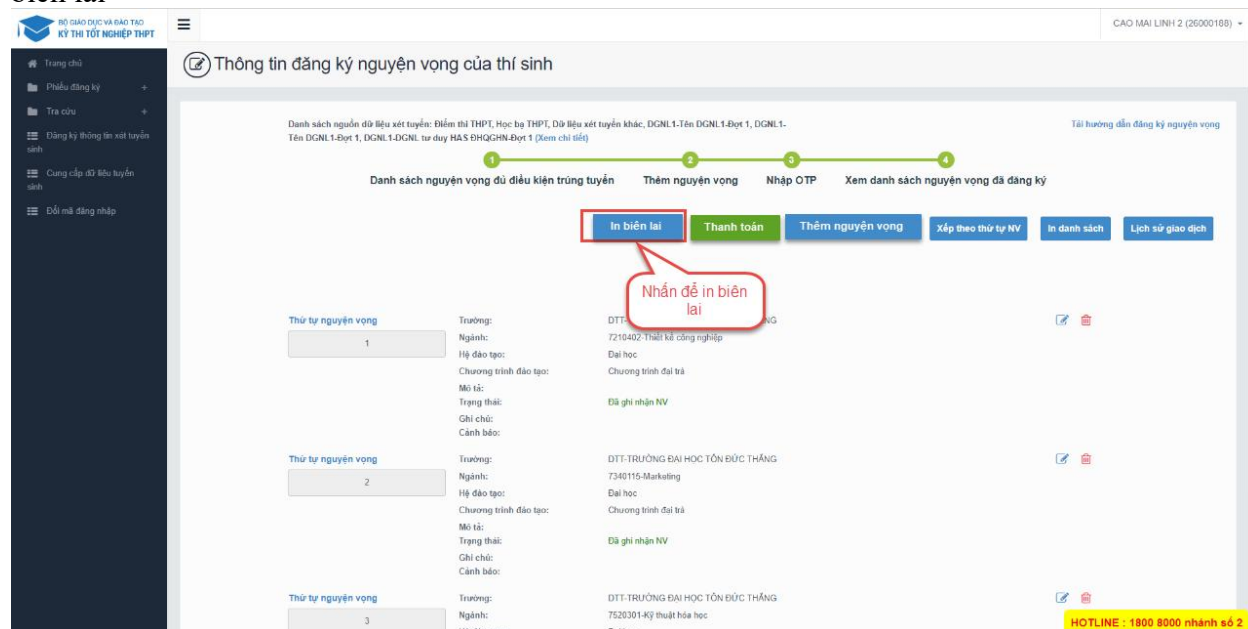 BỘ GIÁO DỤC VÀ ĐÀO TẠO
KỲ THI TỐT NGHIỆP THPT
CAO MAI LINH 2 (26000188)
Trang chủ
Phiếu đăng ký +
Tra cứu +
Đăng ký thông tin xét tuyển
sinh
Cung cấp dữ liệu tuyển
sinh
Đổi mã đăng nhập
Thông tin đăng ký nguyện vọng của thí sinh
Danh sách nguồn dữ liệu xét tuyển: Điểm thi THPT, Học bạ THPT, Dữ liệu xét tuyển khác, DGNL1-Tên DGNL1-Đợt 1, DGNL1-
Tên DGNL1-Đợt 1, DGNL1-DGNL tư duy HAS ĐHQGHN-Đợt 1 (Xem chi tiết)
Tải hướng dẫn đăng ký nguyện vọng
1 2 3 4
Danh sách nguyện vọng đủ điều kiện trúng tuyển Thêm nguyện vọng Nhập OTP Xem danh sách nguyện vọng đã đăng ký
In biên lai Thanh toán Thêm nguyện vọng Xếp theo thứ tự NV In danh sách Lịch sử giao dịch
Nhấn để in biên
lai
Thứ tự nguyện vọng
1
Trường: DTT-
Ngành: 7210402-Thiết kế công nghiệp
Hệ đào tạo: Đại học
Chương trình đào tạo: Chương trình đại trà
Mô tả:
Trạng thái: Đã ghi nhận NV
Ghi chú:
Cảnh báo:
Thứ tự nguyện vọng
2
Trường: DTT-TRƯỜNG ĐẠI HỌC TÔN ĐỨC THẮNG
Ngành: 7340115-Marketing
Hệ đào tạo: Đại học
Chương trình đào tạo: Chương trình đại trà
Mô tả:
Trạng thái: Đã ghi nhận NV
Ghi chú:
Cảnh báo:
Thứ tự nguyện vọng
3
Trường: DTT-TRƯỜNG ĐẠI HỌC TÔN ĐỨC THẮNG
Ngành: 7520301-Kỹ thuật hóa học
HOTLINE : 1800 8000 nhánh số 2